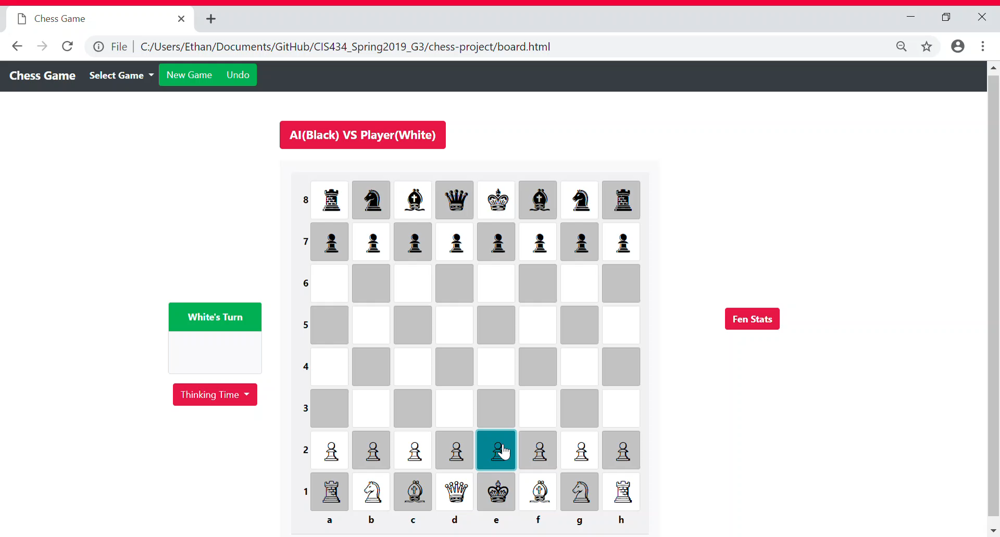 Chess Game
File C:/Users/Ethan/Documents/GitHub/CIS434_Spring2019_G3/chess-project/board.html
Chess Game Select Game New Game Undo
AI(Black) VS Player(White)
8
7
6
5
White's Turn
Fen Stats
4
Thinking Time
3
2
1
a b c d e f g h